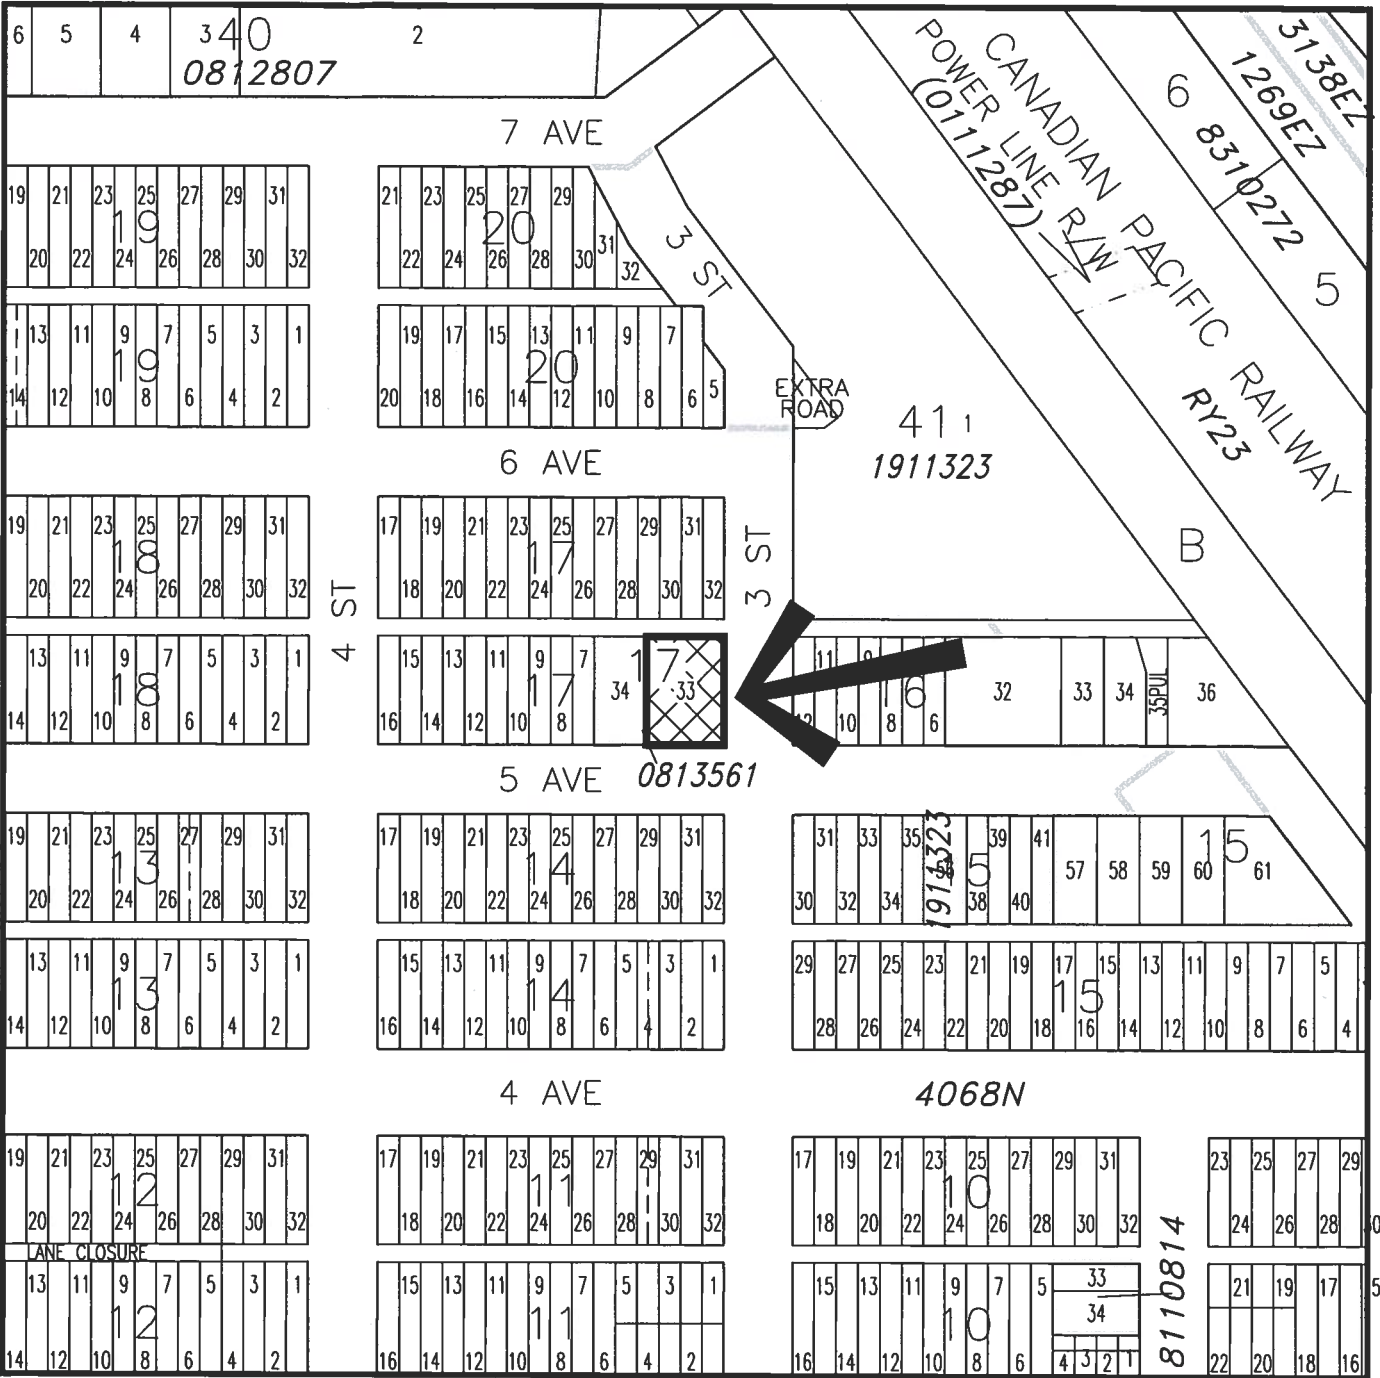 6 5 4 3 40 2
0812807
7 AVE
19 21 23 25 27 29 31
19
20 22 24 26 28 30 32
21 23 25 27 29 31
20
22 24 26 28 30 32
13 11 9 7 5 3 1
19
14 12 10 8 6 4 2
19 17 15 13 11 9 7 5
20
20 18 16 14 12 10 8 6
3 ST
EXTRA
ROAD
41 1
1911323
CANADIAN PACIFIC RAILWAY
POWER LINE R/W
(0111287)
RY23
B
6
8310272
5
1269EZ
3138EZ
6 AVE
19 21 23 25 27 29 31
18
20 22 24 26 28 30 32
17 19 21 23 25 27 29 31
17
18 20 22 24 26 28 30 32
4 ST
3 ST
13 11 9 7 5 3 1
18
14 12 10 8 6 4 2
15 13 11 9 7
17
16 14 12 10 8
34
17
33
11 9
16
12 10 8 6
32 33 34 35PUL 36
5 AVE
0813561
19 21 23 25 27 29 31
13
20 22 24 26 28 30 32
17 19 21 23 25 27 29 31
14
18 20 22 24 26 28 30 32
31 33 35 39 41
1911323
15
30 32 34 38 40
57 58 59 60 61
15
13 11 9 7 5 3 1
13
14 12 10 8 6 4 2
15 13 11 9 7 5 3 1
14
16 14 12 10 8 6 4 2
29 27 25 23 21 19 17 15 13 11 9 7 5
15
28 26 24 22 20 18 16 14 12 10 8 6 4
4 AVE
4068N
19 21 23 25 27 29 31
12
20 22 24 26 28 30 32
17 19 21 23 25 27 29 31
11
18 20 22 24 26 28 30 32
17 19 21 23 25 27 29 31
10
18 20 22 24 26 28 30 32
23 25 27 29
24 26 28 30
LANE CLOSURE
13 11 9 7 5 3 1
12
14 12 10 8 6 4 2
15 13 11 9 7 5 3 1
11
16 14 12 10 8 6 4 2
15 13 11 9 7 5
10
16 14 12 10 8 6
33
34
4 3 2 1
8110814
21 19 17 5
22 20 18 16